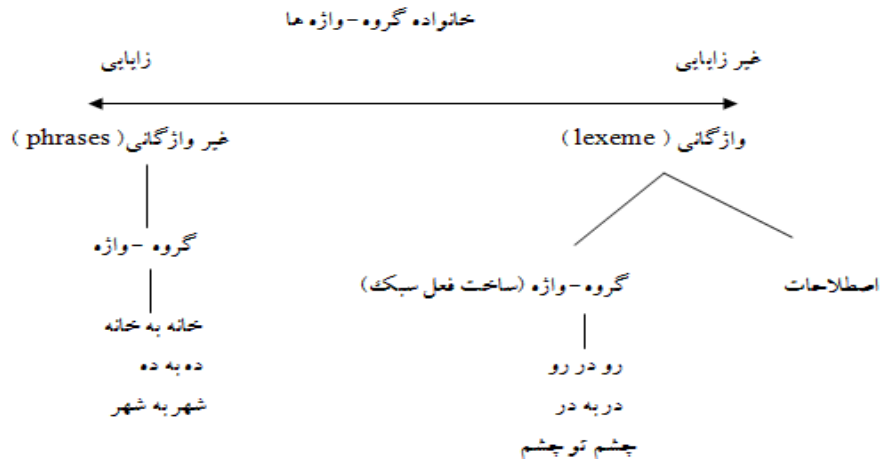 خانواده گروه-واژه ها
غیر زایایی
زایایی
واژگانی ( lexeme)
غیر واژگانی( phrases )
گروه -واژه
اصطلاحات
گروه-واژه (ساخت فعل سبک)
خانه به خانه
ده به ده
شهر به شهر
رو در رو
در به در
چشم تو چشم